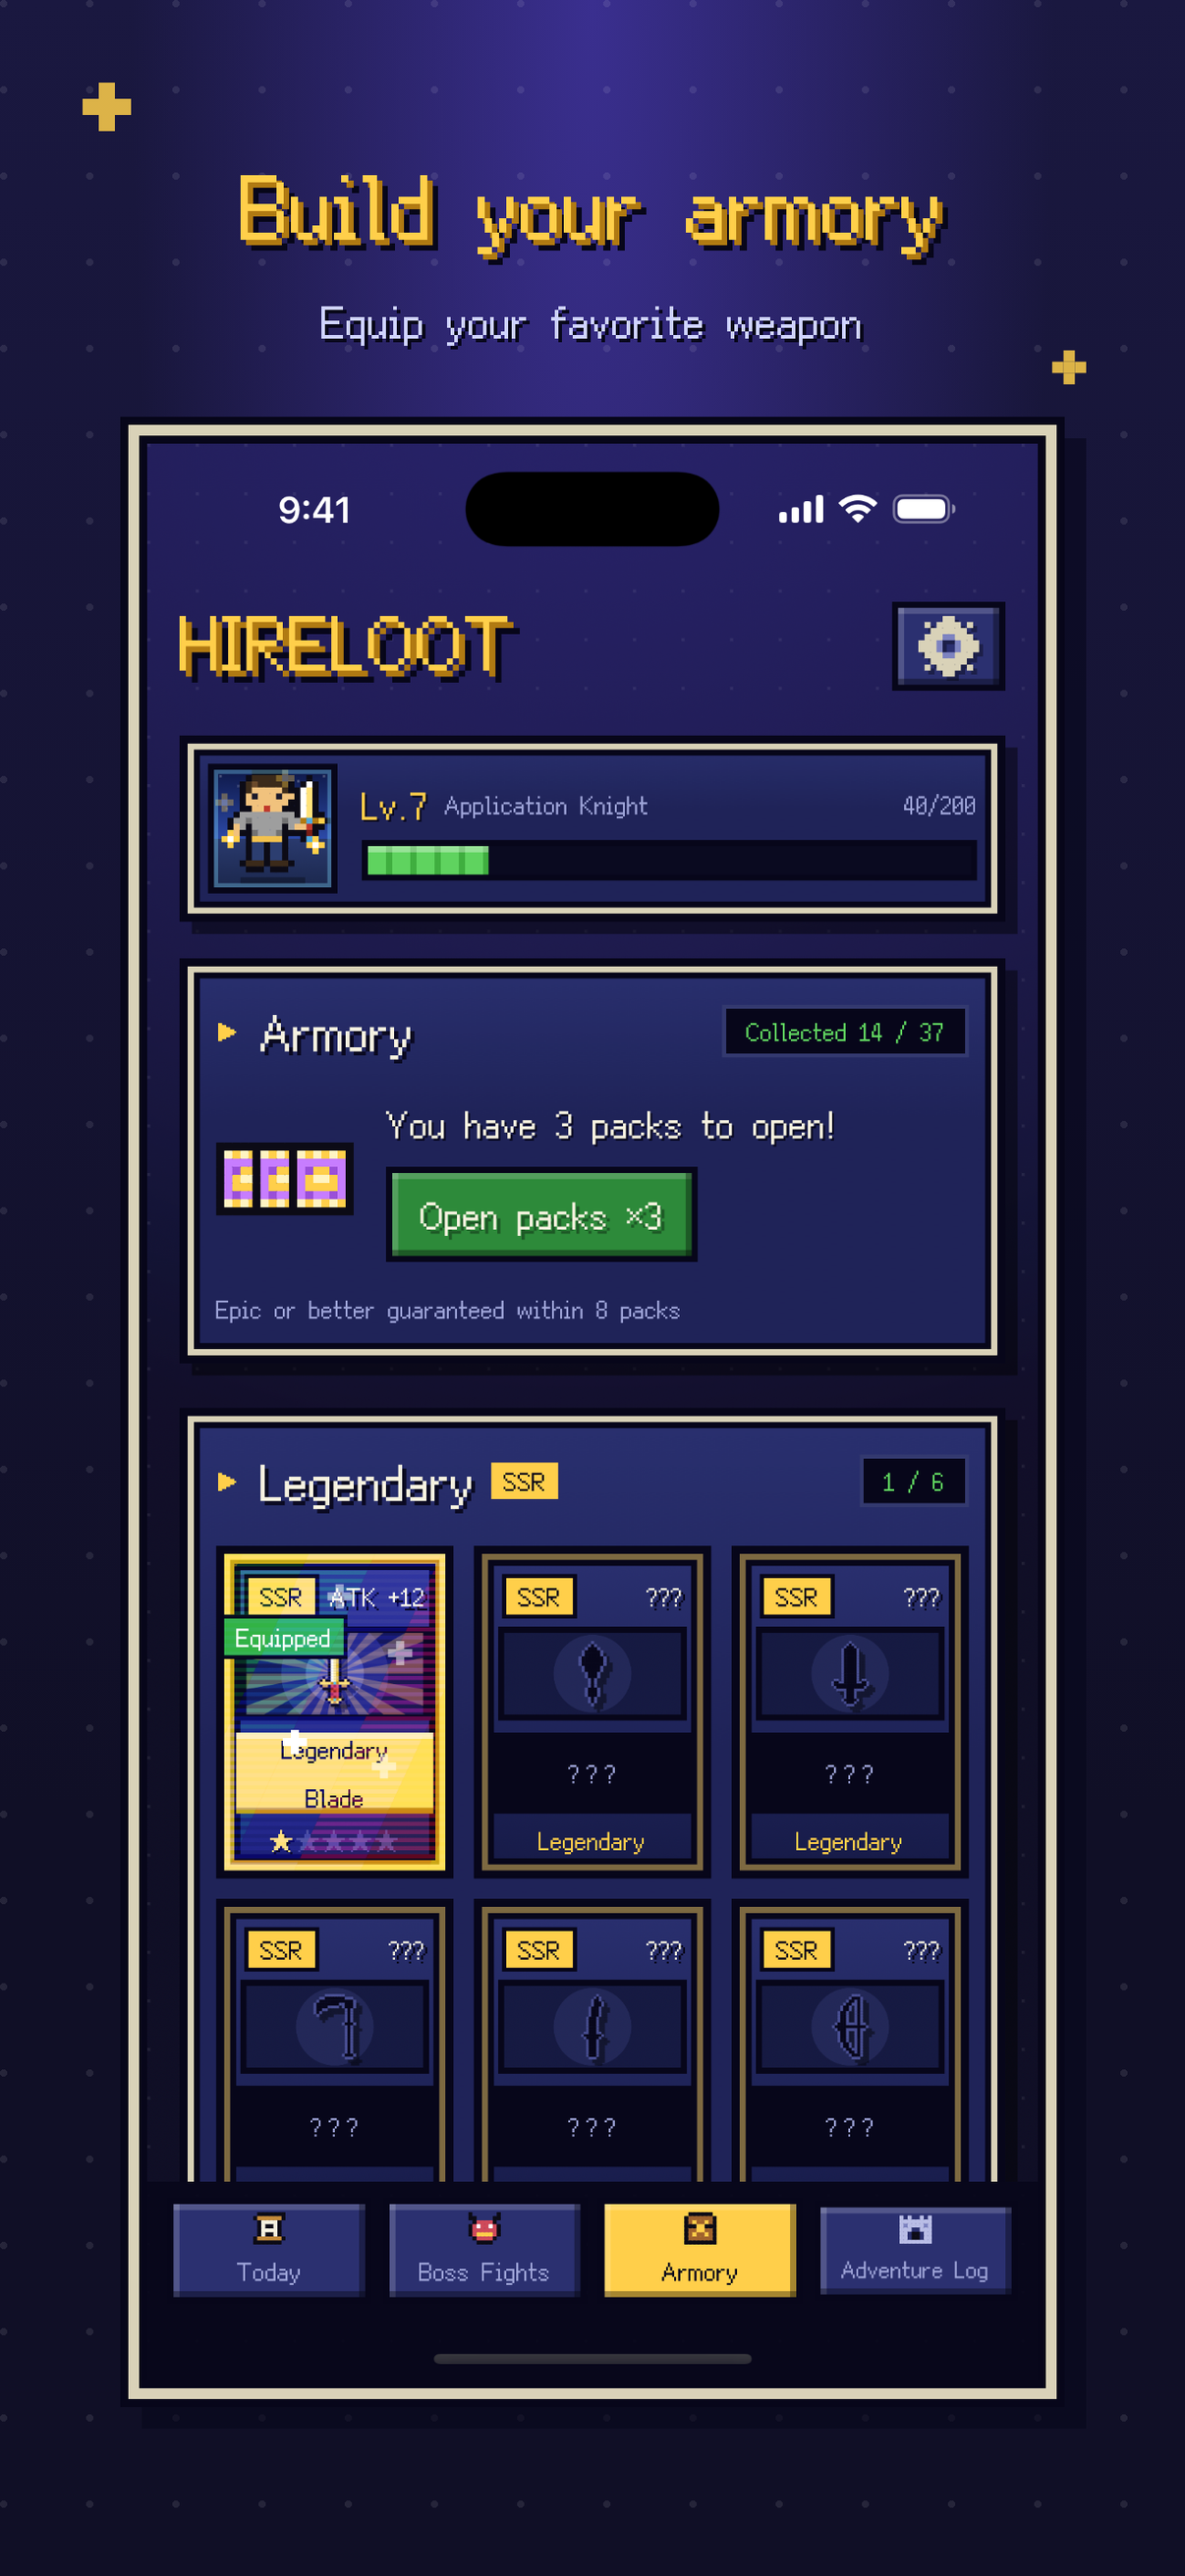 Build your armory
Equip your favorite weapon
9:41
HIRELOOT
Lv.7 Application Knight 40/200
Armory Collected 14 / 37
You have 3 packs to open!
Open packs ×3
Epic or better guaranteed within 8 packs
Legendary SSR 1 / 6
SSR ATK +12 SSR ??? SSR ???
Equipped
Legendary
Blade
??? ???
Legendary Legendary
SSR ??? SSR ??? SSR ???
??? ??? ???
Today Boss Fights Armory Adventure Log